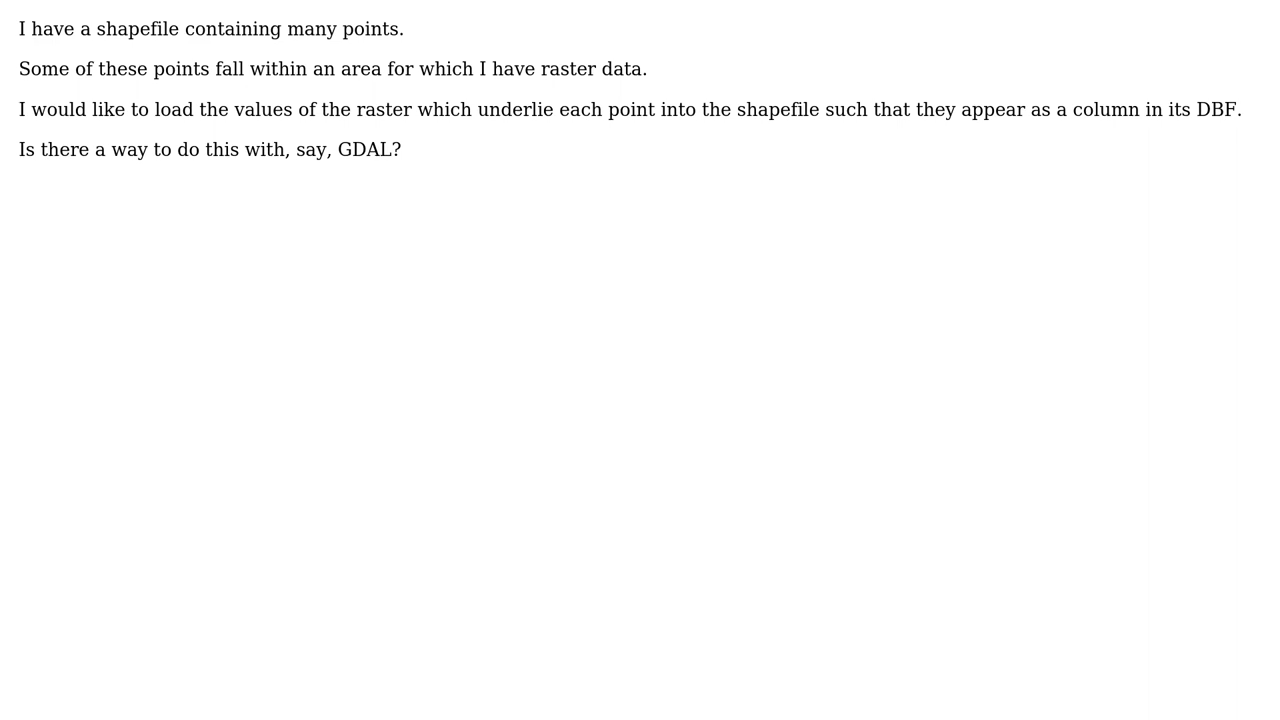 I have a shapefile containing many points.
Some of these points fall within an area for which I have raster data.
I would like to load the values of the raster which underlie each point into the shapefile such that they appear as a column in its DBF.
Is there a way to do this with, say, GDAL?